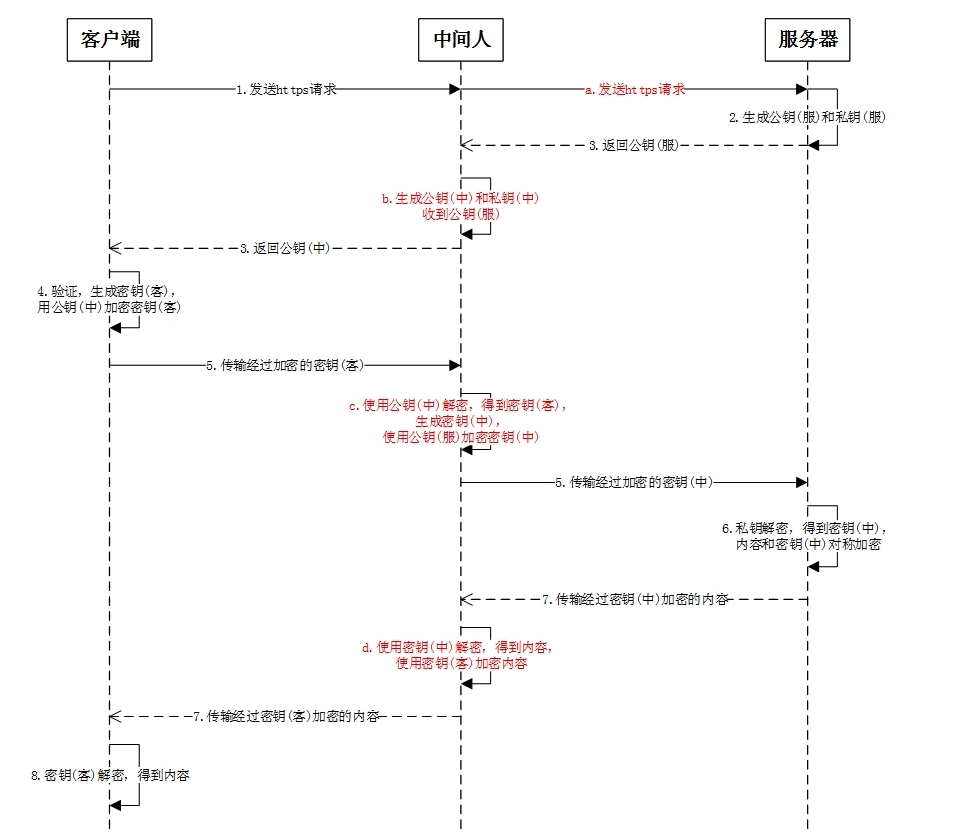 客户端
中间人
服务器
1.发送https请求
a.发送https请求
2.生成公钥(服)和私钥(服)
3.返回公钥(服)
b.生成公钥(中)和私钥(中)
收到公钥(服)
3.返回公钥(中)
4.验证，生成密钥(客)，
用公钥(中)加密密钥(客)
5.传输经过加密的密钥(客)
c.使用公钥(中)解密，得到密钥(客)，
生成密钥(中)，
使用公钥(服)加密密钥(中)
5.传输经过加密的密钥(中)
6.私钥解密，得到密钥(中)，
内容和密钥(中)对称加密
7.传输经过密钥(中)加密的内容
d.使用密钥(中)解密，得到内容，
使用密钥(客)加密内容
7.传输经过密钥(客)加密的内容
8.密钥(客)解密，得到内容